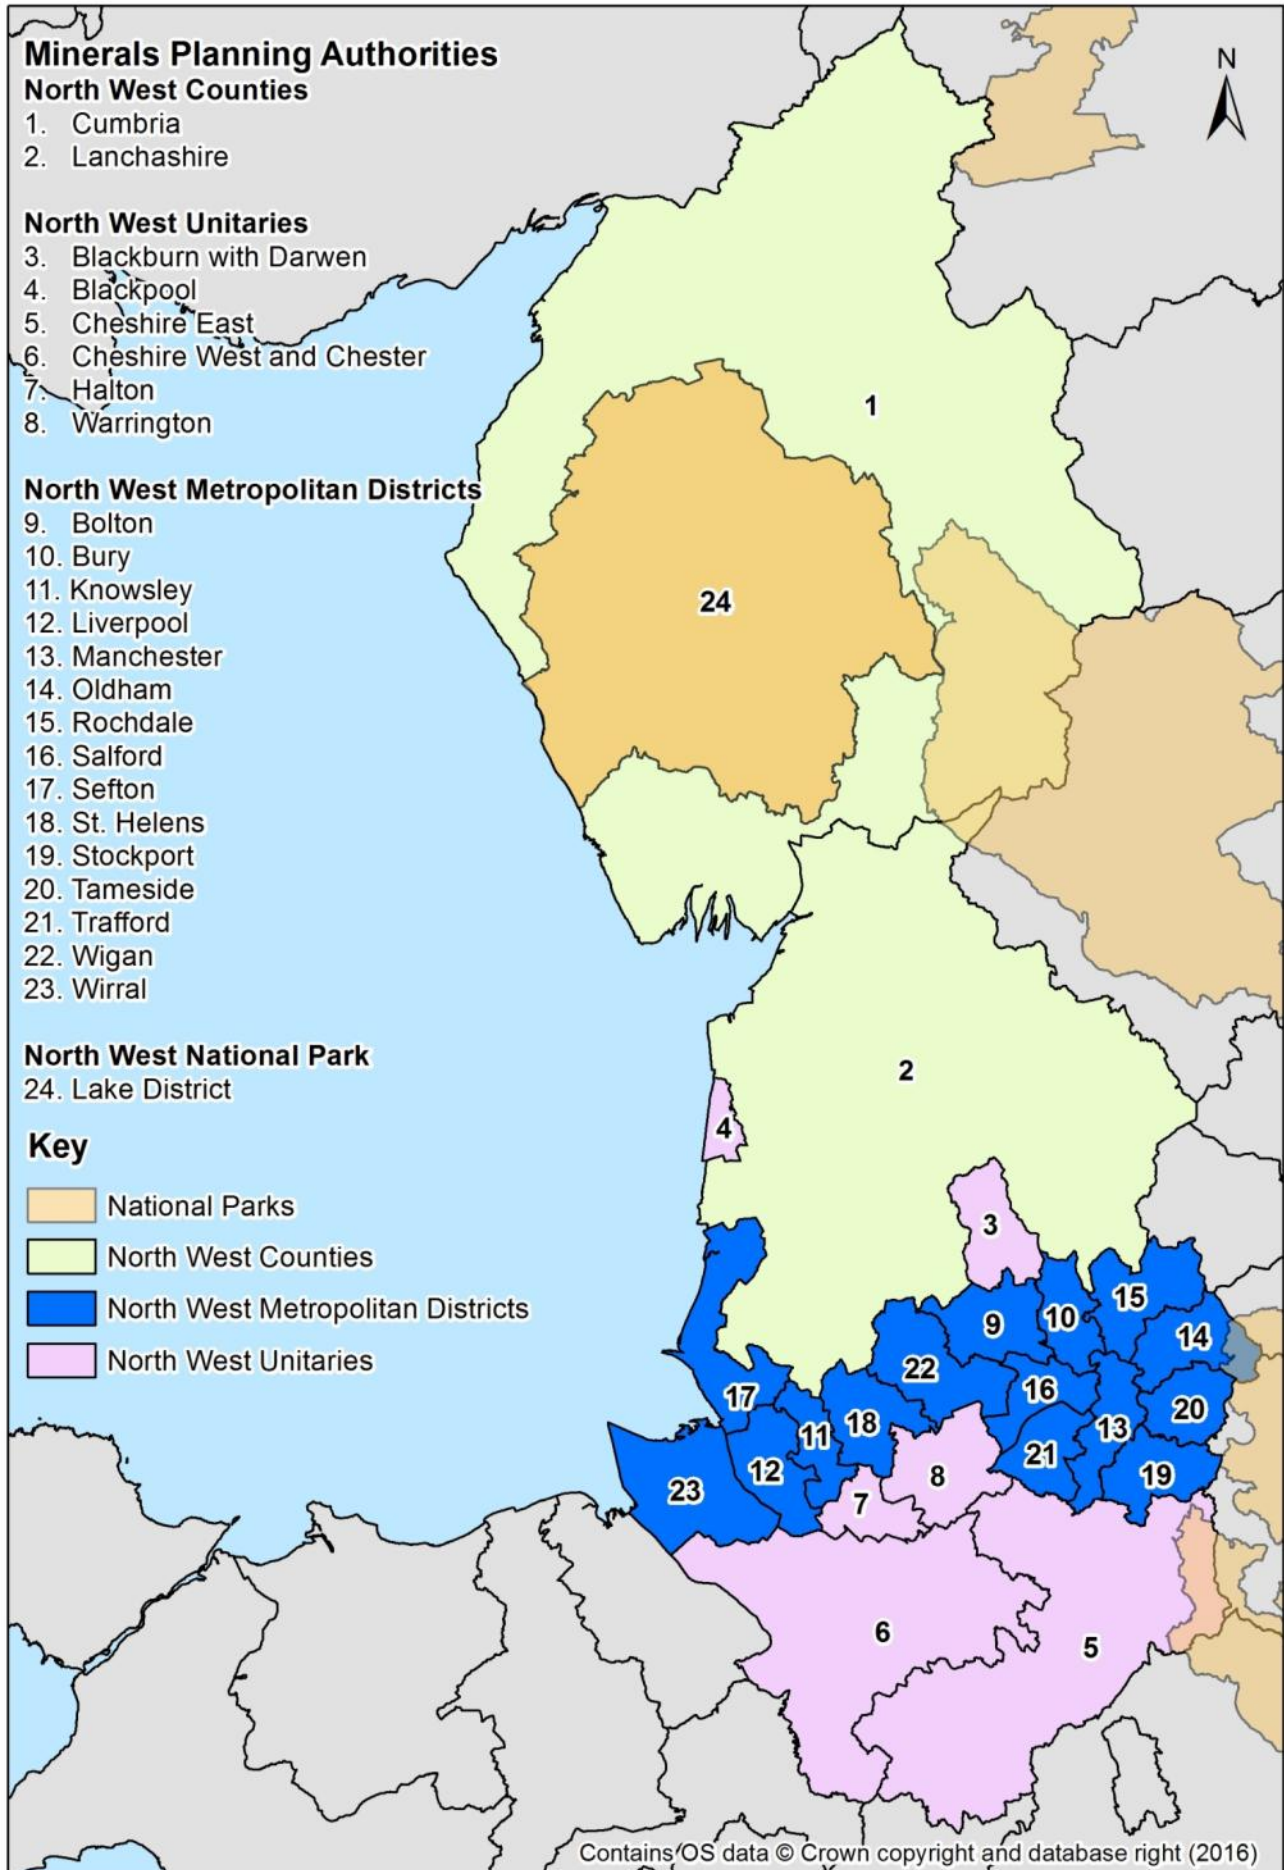 Minerals Planning Authorities
North West Counties
1. Cumbria
2. Lanchashire
North West Unitaries
3. Blackburn with Darwen
4. Blackpool
5. Cheshire East
6. Cheshire West and Chester
7. Halton
8. Warrington
North West Metropolitan Districts
9. Bolton
10. Bury
11. Knowsley
12. Liverpool
13. Manchester
14. Oldham
15. Rochdale
16. Salford
17. Sefton
18. St. Helens
19. Stockport
20. Tameside
21. Trafford
22. Wigan
23. Wirral
North West National Park
24. Lake District
Key
National Parks
North West Counties
North West Metropolitan Districts
North West Unitaries
N
1
24
2
4
3
15
10
9
14
22
16
17
20
18
11
13
21
12
19
8
23
7
6
5
Contains OS data © Crown copyright and database right (2016)